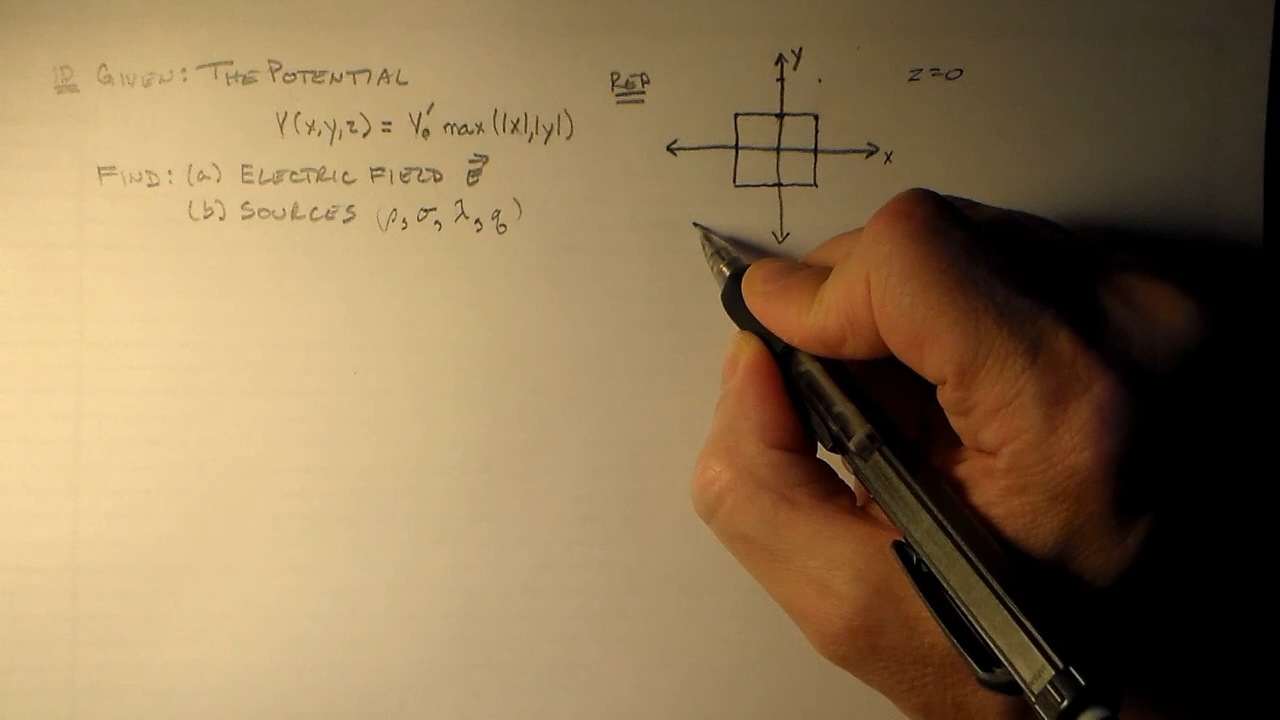 ID GIVEN: THE POTENTIAL
V(x,y,z) = V₀′ max(|x|,|y|)
FIND: (a) ELECTRIC FIELD E⃗
(b) SOURCES (ρ, σ, λ, q)
REP
y
x
z=0